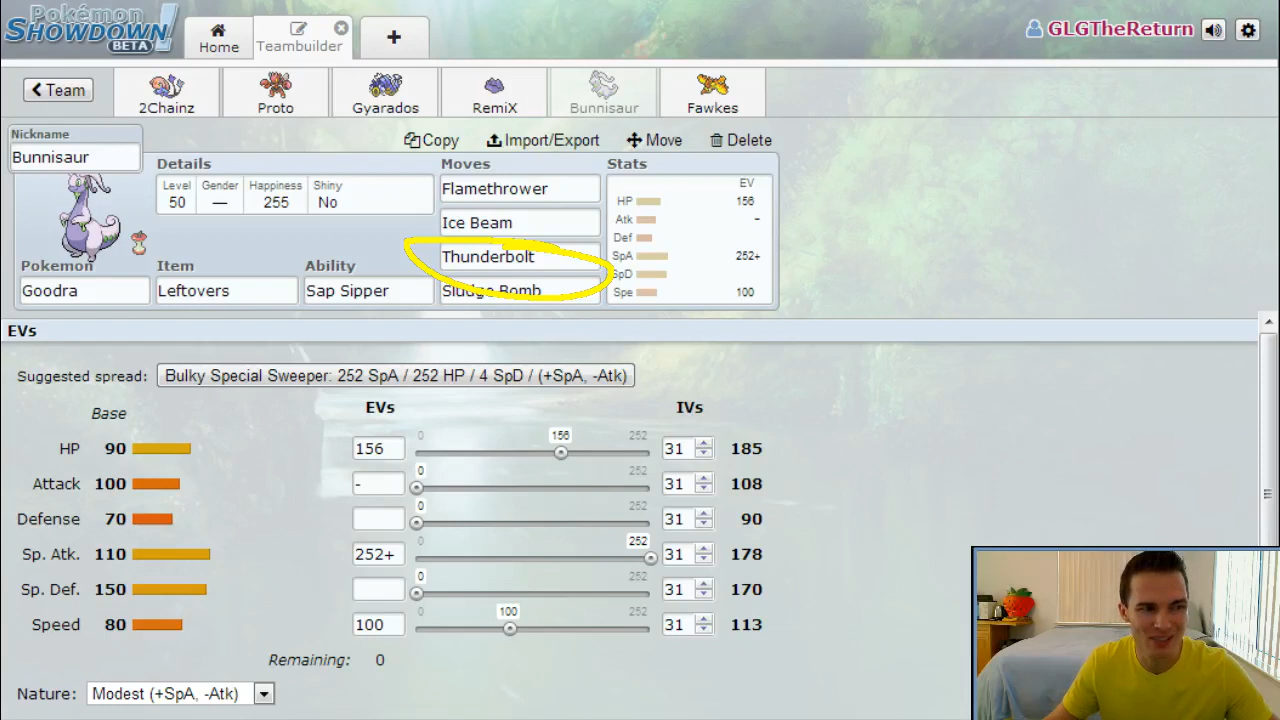 Pokémon
SHOWDOWN!
BETA
Home
Teambuilder
+
GLGTheReturn
Team
2Chainz
Proto
Gyarados
RemiX
Bunnisaur
Fawkes
Nickname
Bunnisaur
Copy
Import/Export
Move
Delete
Details
Moves
Stats
Level Gender Happiness Shiny
50 — 255 No
Flamethrower
Ice Beam
Thunderbolt
Sludge Bomb
EV
HP 156
Atk -
Def
SpA 252+
SpD
Spe 100
Pokemon
Goodra
Item
Leftovers
Ability
Sap Sipper
EVs
Suggested spread: Bulky Special Sweeper: 252 SpA / 252 HP / 4 SpD / (+SpA, -Atk)
Base EVs IVs
HP 90 156 0 156 252 31 185
Attack 100 - 0 252 31 108
Defense 70 0 252 31 90
Sp. Atk. 110 252+ 252 31 178
Sp. Def. 150 0 252 31 170
Speed 80 100 0 100 252 31 113
Remaining: 0
Nature: Modest (+SpA, -Atk)